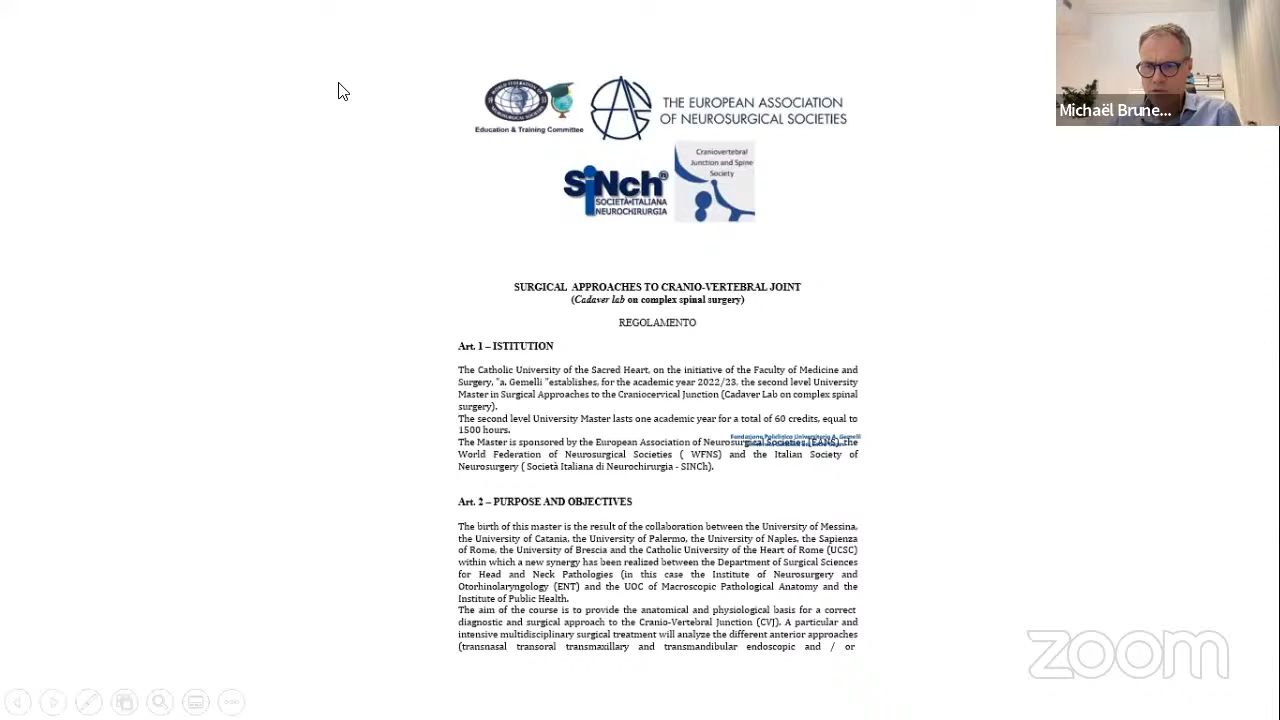 Michaël Brune...
WORLD FEDERATION OF
NEUROSURGICAL SOCIETIES
Education & Training Committee
THE EUROPEAN ASSOCIATION
OF NEUROSURGICAL SOCIETIES
SiNch®
SOCIETÀ ITALIANA
NEUROCHIRURGIA
Craniovertebral
Junction and Spine
Society
SURGICAL APPROACHES TO CRANIO-VERTEBRAL JOINT
(Cadaver lab on complex spinal surgery)
REGOLAMENTO
Art. 1 – ISTITUTION
The Catholic University of the Sacred Heart, on the initiative of the Faculty of Medicine and
Surgery, "a. Gemelli "establishes, for the academic year 2022/23, the second level University
Master in Surgical Approaches to the Craniocervical Junction (Cadaver Lab on complex spinal
surgery).
The second level University Master lasts one academic year for a total of 60 credits, equal to
1500 hours.
Fondazione Policlinico Universitario A. Gemelli
The Master is sponsored by the European Association of Neurosurgical Societies (EANS), the
World Federation of Neurosurgical Societies ( WFNS) and the Italian Society of
Neurosurgery ( Società Italiana di Neurochirurgia - SINCh).
Art. 2 – PURPOSE AND OBJECTIVES
The birth of this master is the result of the collaboration between the University of Messina,
the University of Catania, the University of Palermo, the University of Naples, the Sapienza
of Rome, the University of Brescia and the Catholic University of the Heart of Rome (UCSC)
within which a new synergy has been realized between the Department of Surgical Sciences
for Head and Neck Pathologies (in this case the Institute of Neurosurgery and
Otorhinolaryngology (ENT) and the UOC of Macroscopic Pathological Anatomy and the
Institute of Public Health.
The aim of the course is to provide the anatomical and physiological basis for a correct
diagnostic and surgical approach to the Cranio-Vertebral Junction (CVJ). A particular and
intensive multidisciplinary surgical treatment will analyze the different anterior approaches
(transnasal transoral transmaxillary and transmandibular endoscopic and / or
zoom